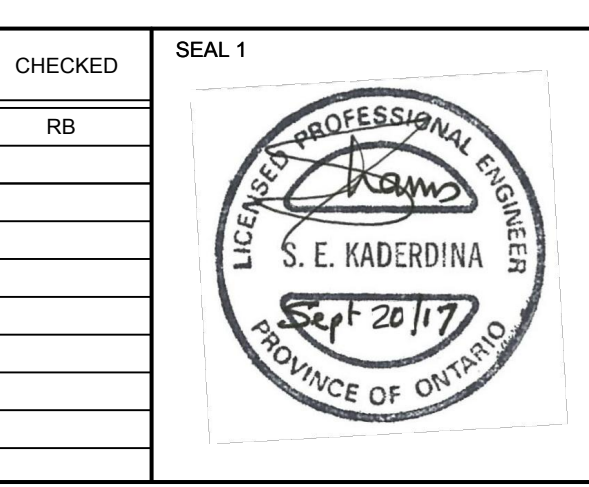 CHECKED
RB
SEAL 1
LICENSED PROFESSIONAL ENGINEER
S. E. KADERDINA
Sept 20/17
PROVINCE OF ONTARIO